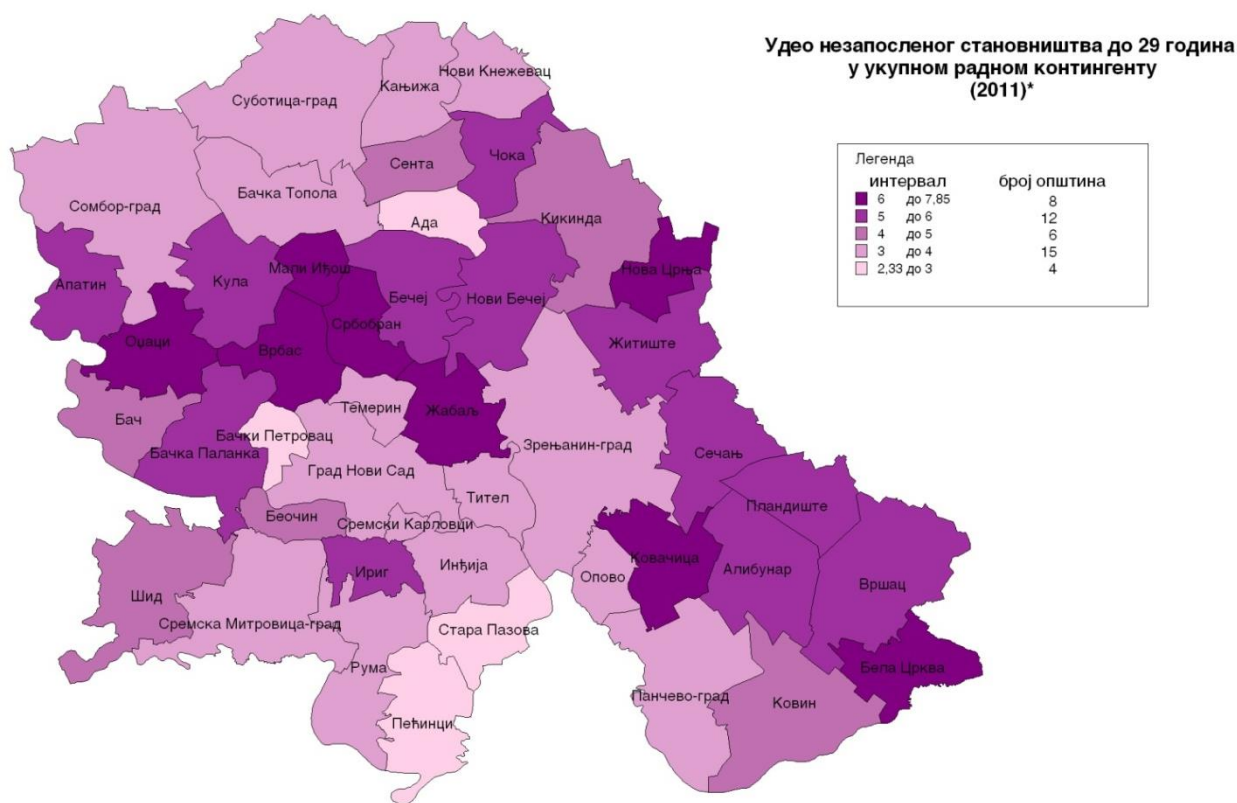 Удео незапосленог становништва до 29 година
у укупном радном контингенту
(2011)*
Легенда
интервал број општина
6 до 7,85 8
5 до 6 12
4 до 5 6
3 до 4 15
2,33 до 3 4
Суботица-град
Кањижа
Нови Кнежевац
Сента
Чока
Сомбор-град
Бачка Топола
Ада
Кикинда
Апатин
Кула
Мали Иђош
Бечеј
Нови Бечеј
Нова Црња
Оџаци
Врбас
Србобран
Житиште
Бач
Темерин
Жабаљ
Бачки Петровац
Бачка Паланка
Град Нови Сад
Зрењанин-град
Сечањ
Тител
Пландиште
Беочин
Сремски Карловци
Ириг
Инђија
Опово
Ковачица
Алибунар
Вршац
Шид
Сремска Митровица-град
Стара Пазова
Рума
Пећинци
Панчево-град
Ковин
Бела Црква